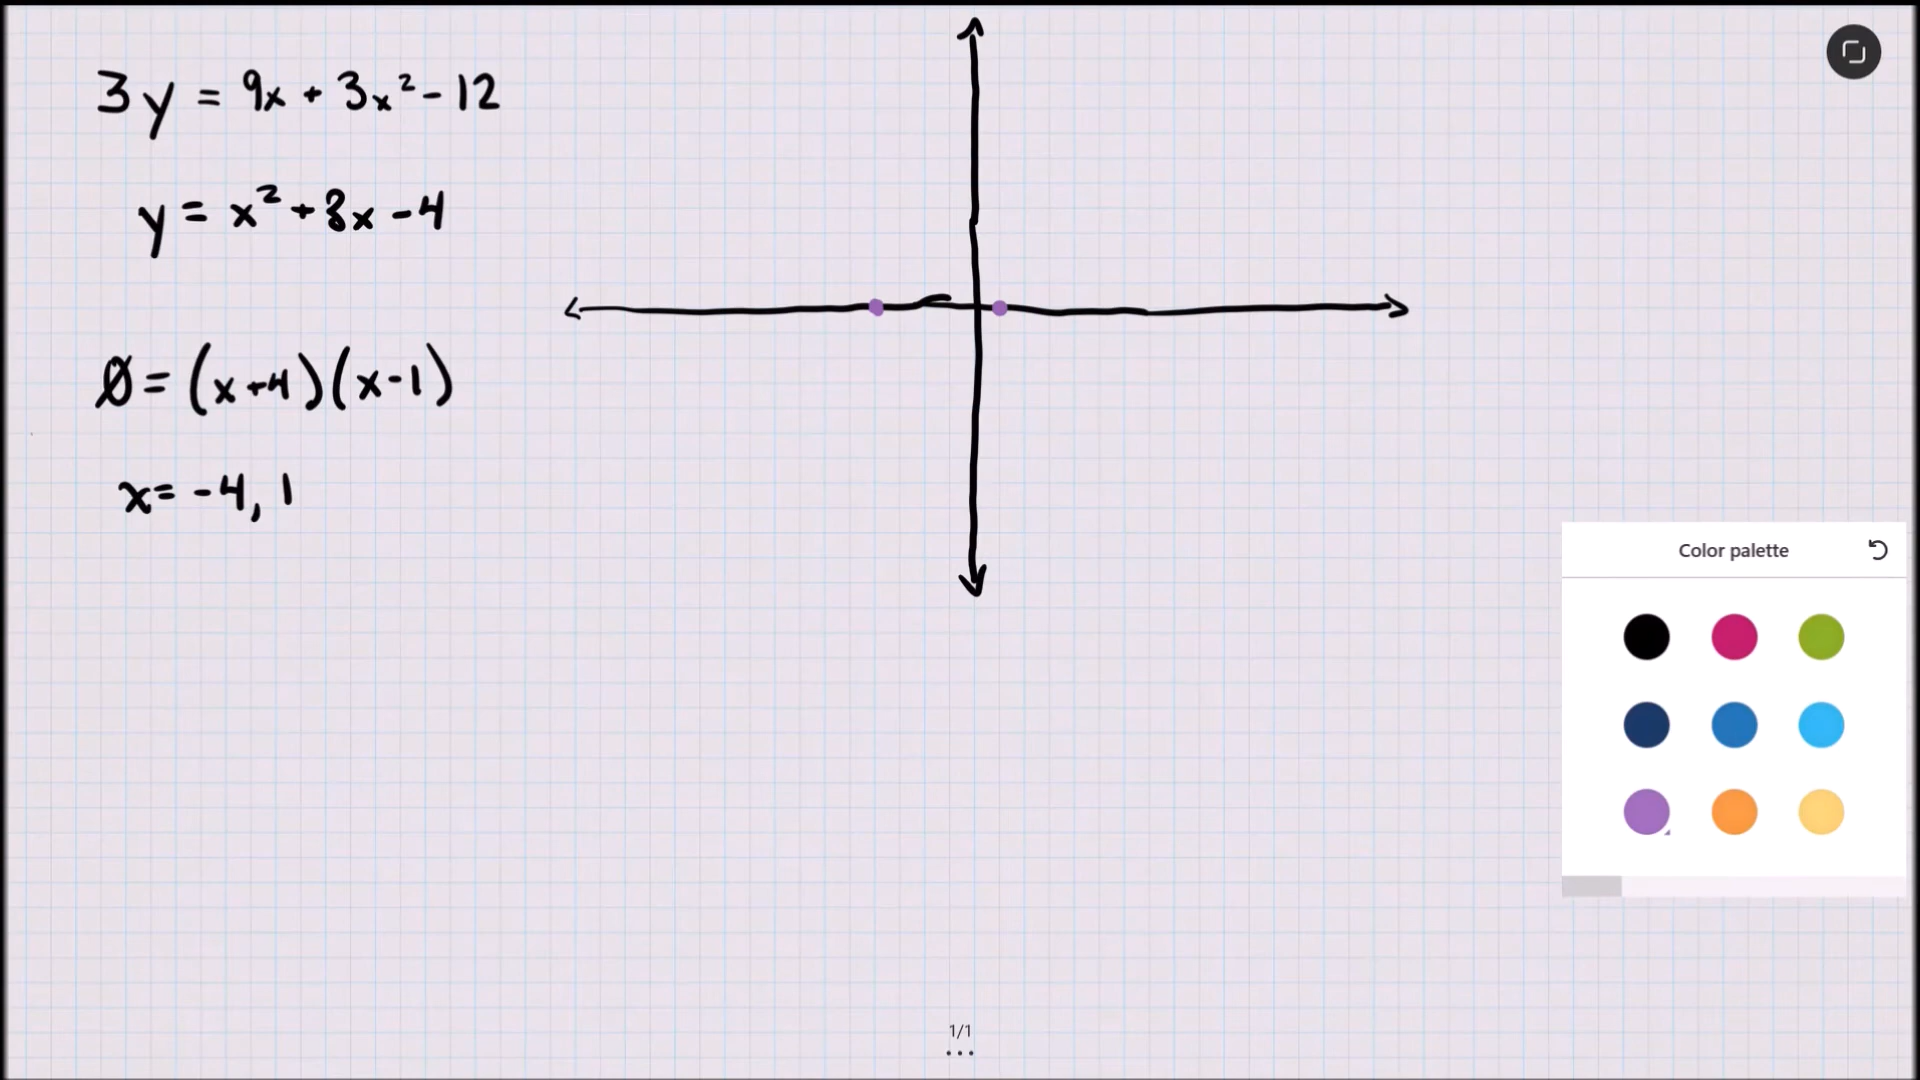 3y = 9x + 3x² - 12
y = x² + 3x - 4
0 = (x+4)(x-1)
x = -4, 1
Color palette
1/1